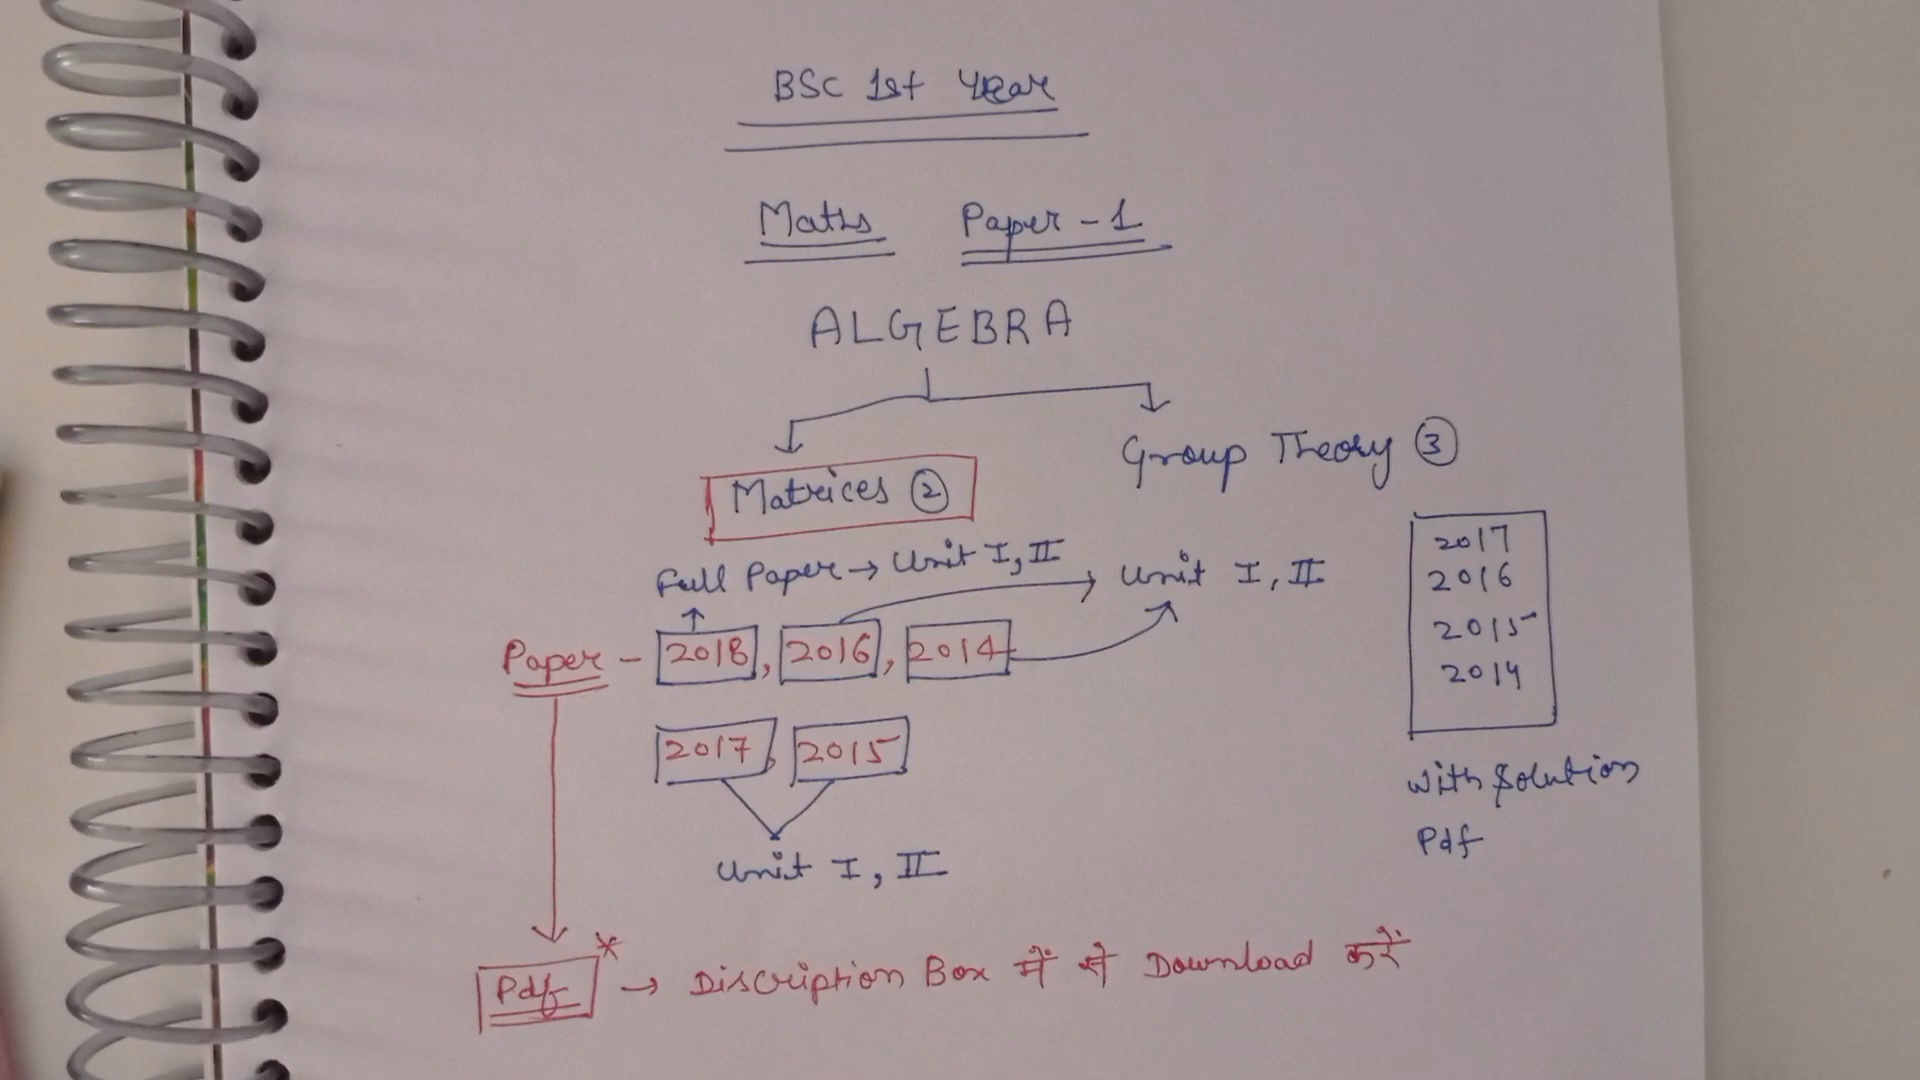 BSc 1st Year
Maths Paper - 1
ALGEBRA
Matrices ②
Group Theory ③
Full Paper → Unit I, II
Unit I, II
Paper - 2018, 2016, 2014
2017, 2015
Unit I, II
2017
2016
2015
2014
With Solution
Pdf
Pdf * → Discription Box में से Download करें